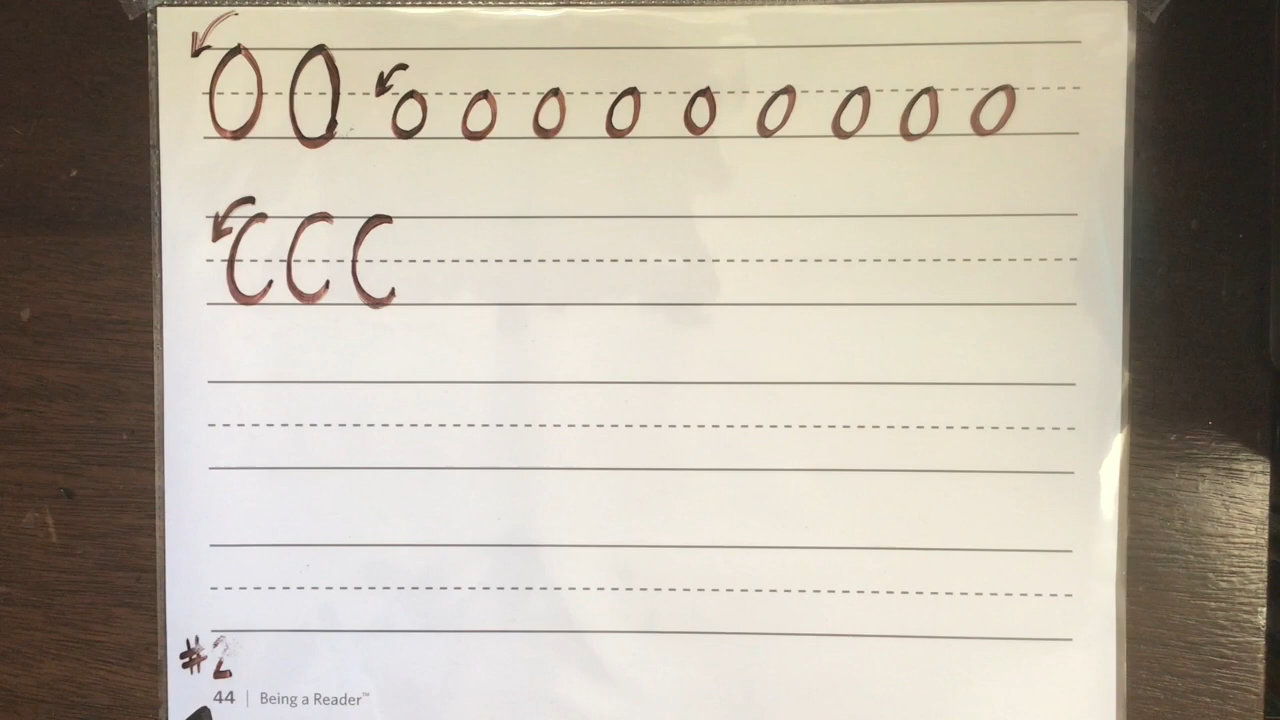 O O o o o o o o o o o
C C C
#2
44 | Being a Reader™